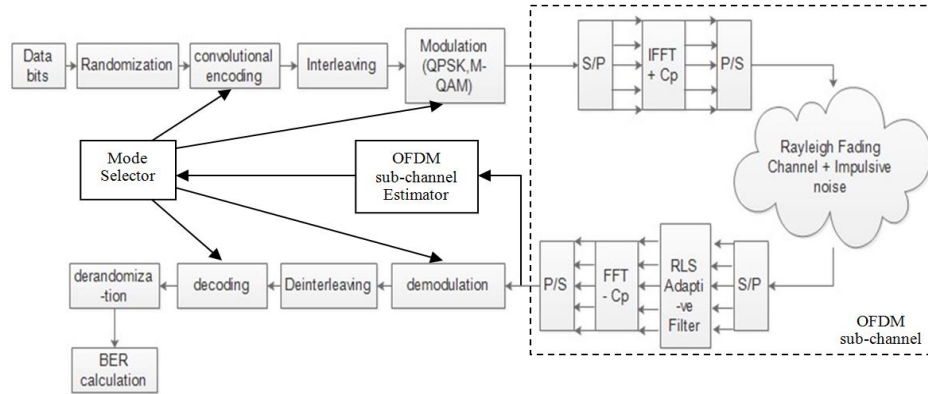 Data
bits
Randomization
convolutional
encoding
Interleaving
Modulation
(QPSK,M-
QAM)
S/P
IFFT
+ Cp
P/S
Rayleigh Fading
Channel + Impulsive
noise
Mode
Selector
OFDM
sub-channel
Estimator
derandomiza
-tion
decoding
Deinterleaving
demodulation
P/S
FFT
- Cp
RLS
Adapti
-ve
Filter
S/P
OFDM
sub-channel
BER
calculation